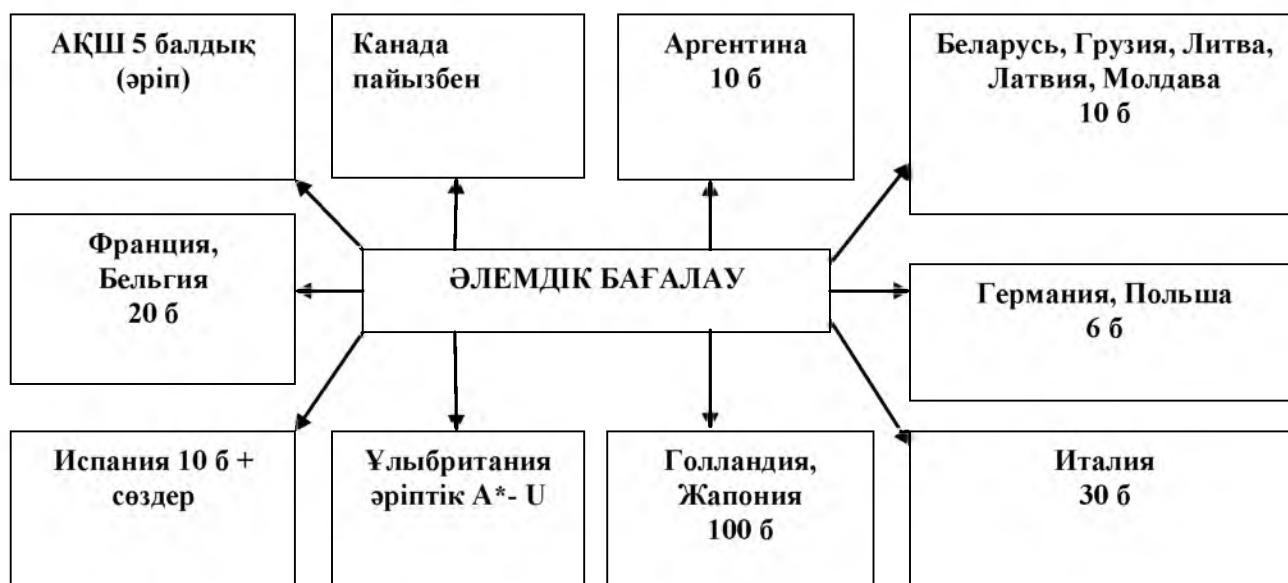 АҚШ 5 балдық
(әріп)
Канада
пайызбен
Аргентина
10 б
Беларусь, Грузия, Литва,
Латвия, Молдава
10 б
Франция,
Бельгия
20 б
ӘЛЕМДІК БАҒАЛАУ
Германия, Польша
6 б
Испания 10 б +
сөздер
Ұлыбритания
әріптік A*- U
Голландия,
Жапония
100 б
Италия
30 б